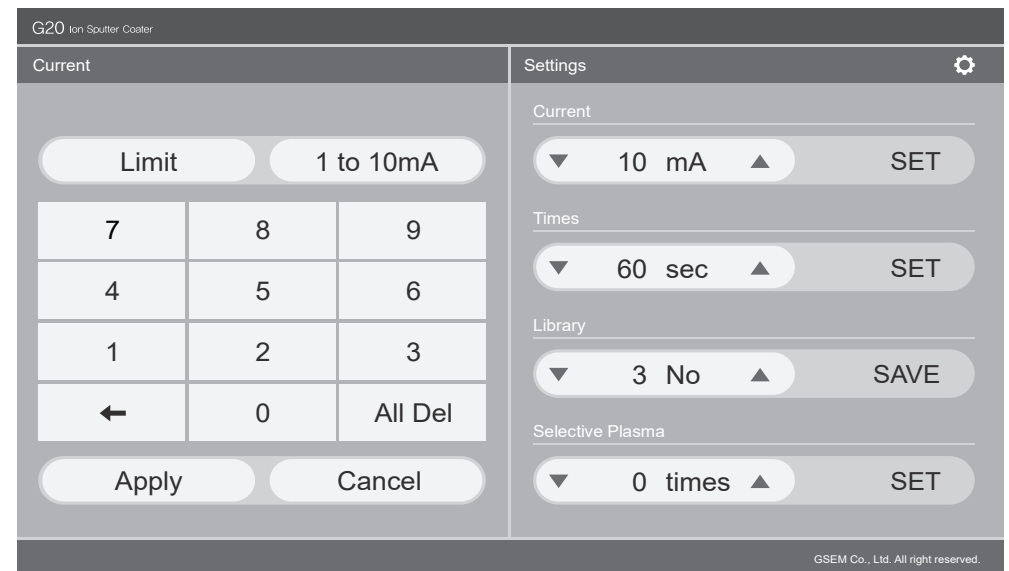 G20 Ion Sputter Coater
Current
Limit 1 to 10mA
7 8 9
4 5 6
1 2 3
← 0 All Del
Apply Cancel
Settings
Current
▼ 10 mA ▲ SET
Times
▼ 60 sec ▲ SET
Library
▼ 3 No ▲ SAVE
Selective Plasma
▼ 0 times ▲ SET
GSEM Co., Ltd. All right reserved.